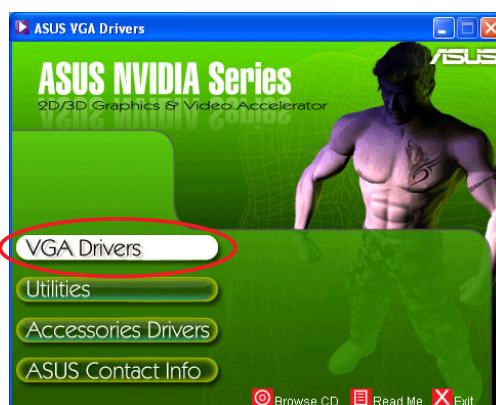 ASUS VGA Drivers
ASUS
ASUS NVIDIA Series
2D/3D Graphics & Video Accelerator
VGA Drivers
Utilities
Accessories Drivers
ASUS Contact Info
Browse CD Read Me Exit